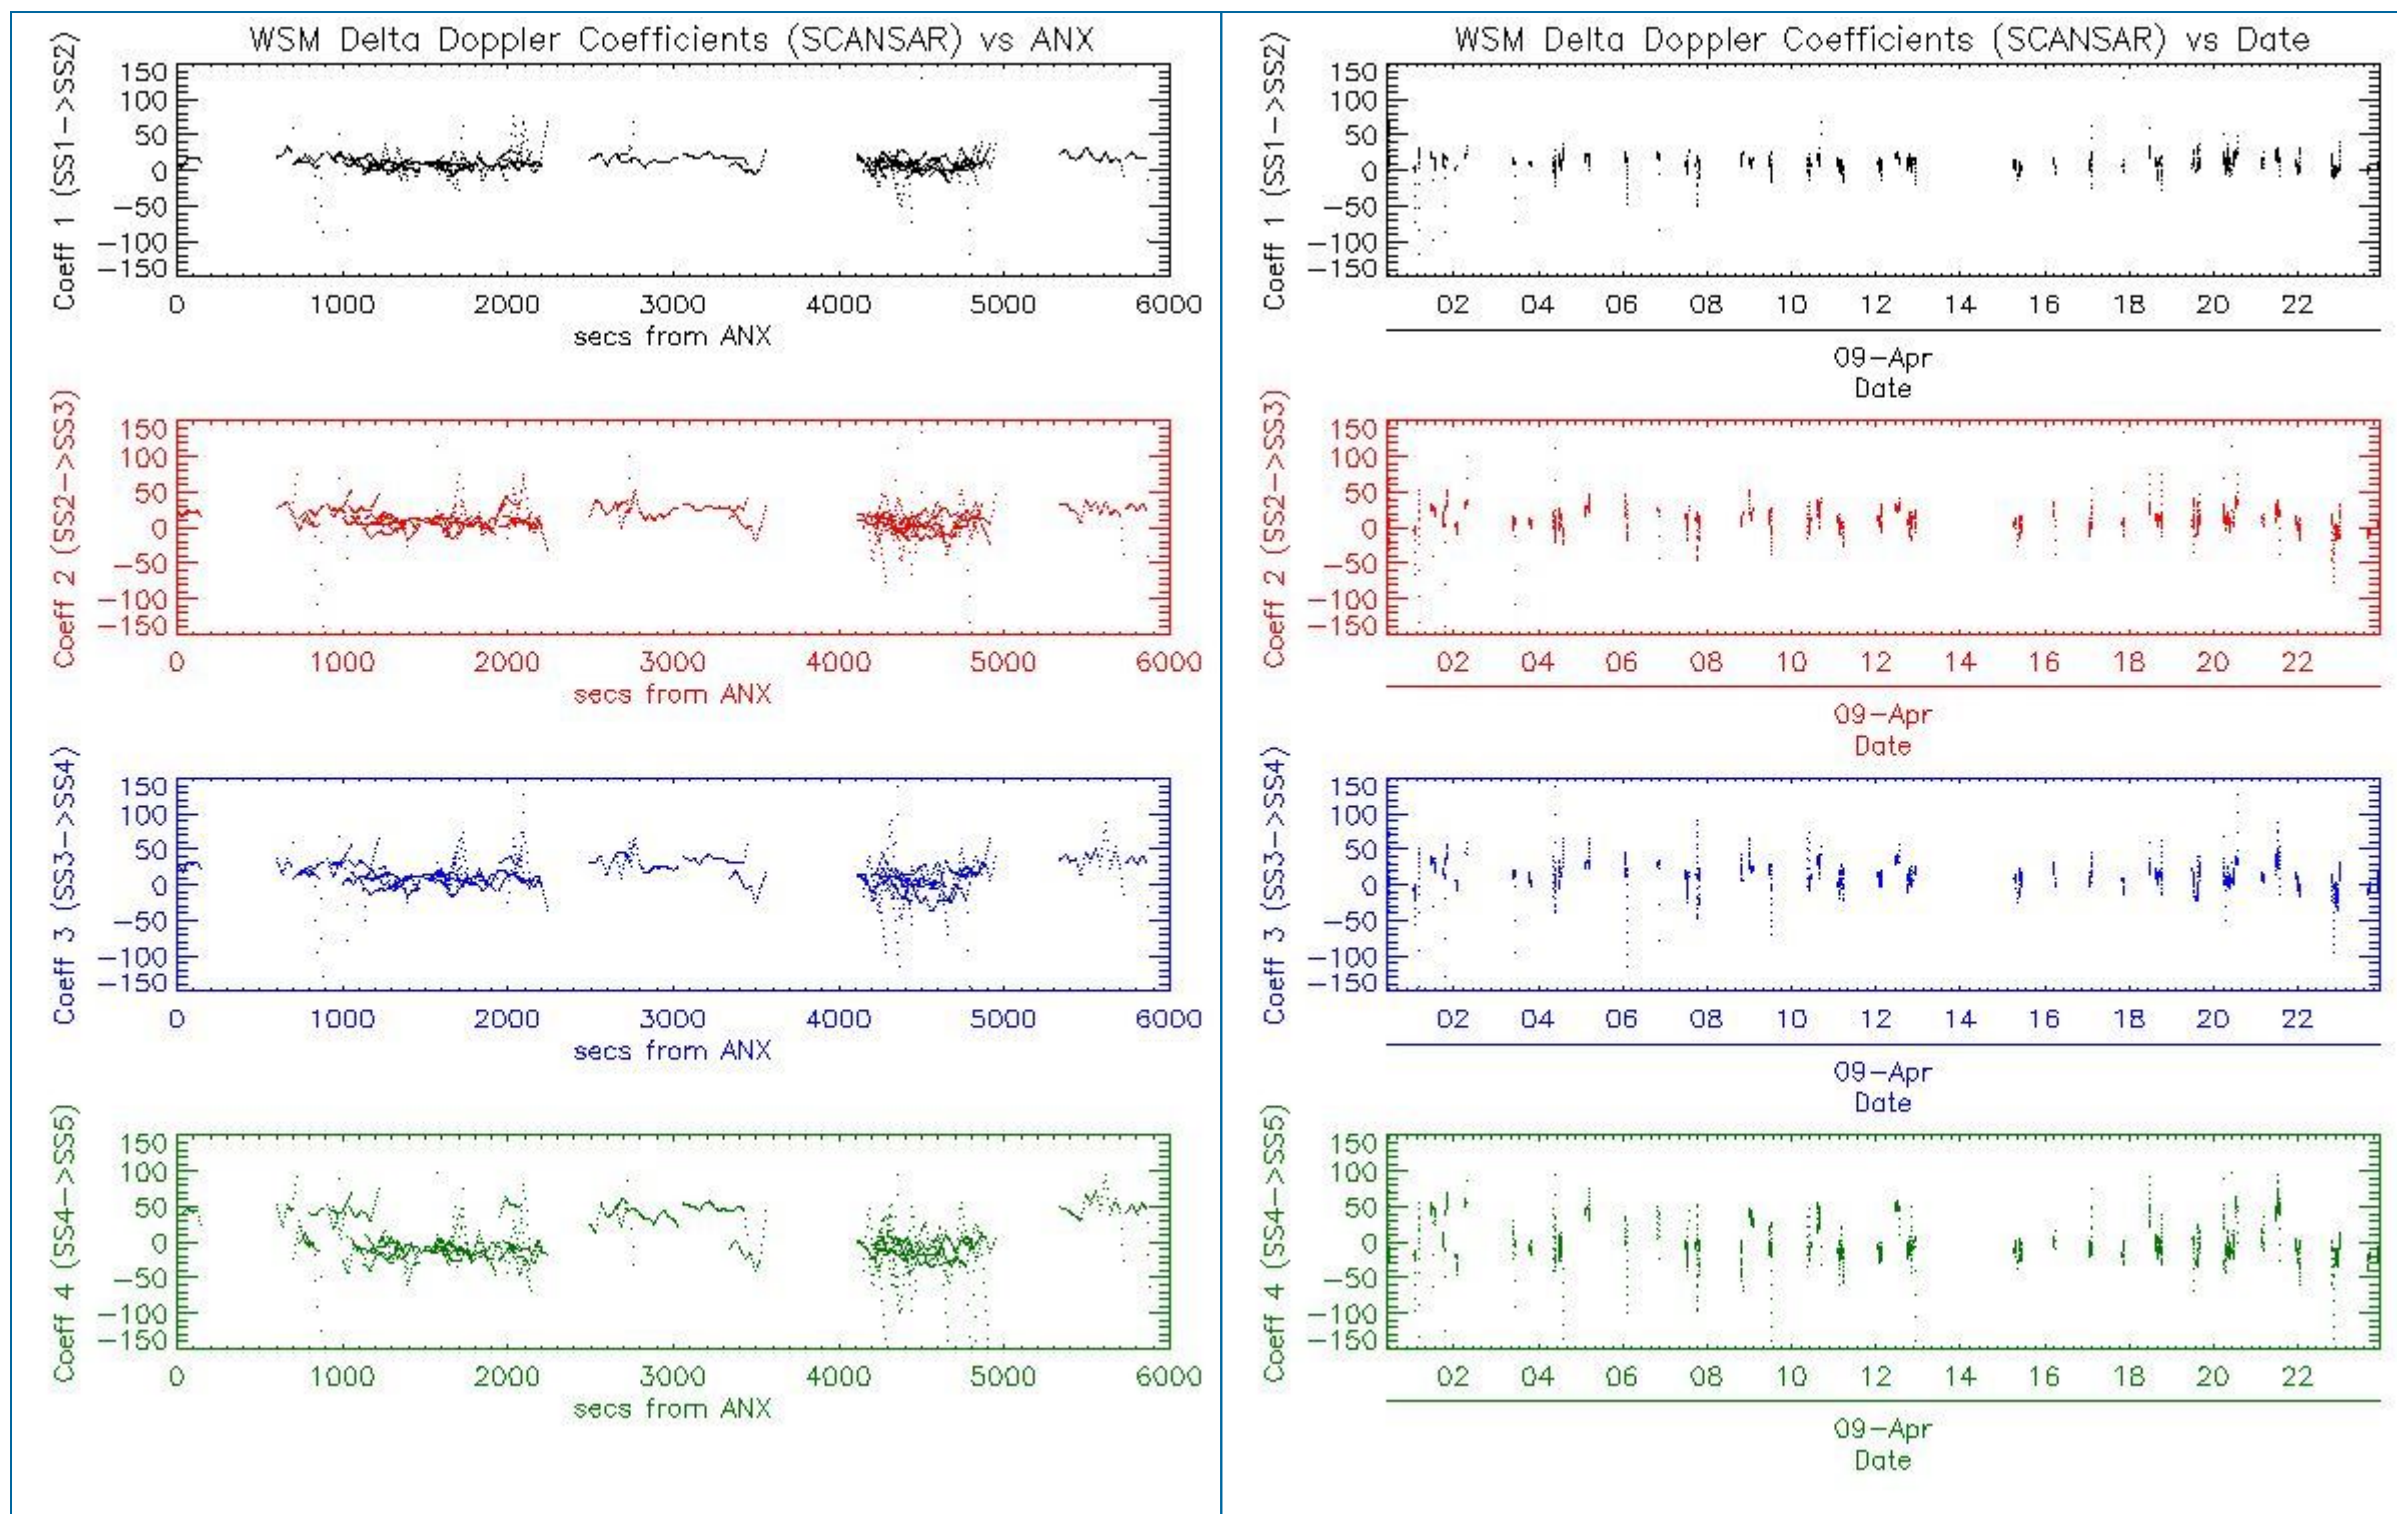 WSM Delta Doppler Coefficients (SCANSAR) vs ANX
Coeff 1 (SS1->SS2)
150
100
50
0
-50
-100
-150
0 1000 2000 3000 4000 5000 6000
secs from ANX
Coeff 2 (SS2->SS3)
150
100
50
0
-50
-100
-150
0 1000 2000 3000 4000 5000 6000
secs from ANX
Coeff 3 (SS3->SS4)
150
100
50
0
-50
-100
-150
0 1000 2000 3000 4000 5000 6000
secs from ANX
Coeff 4 (SS4->SS5)
150
100
50
0
-50
-100
-150
0 1000 2000 3000 4000 5000 6000
secs from ANX
WSM Delta Doppler Coefficients (SCANSAR) vs Date
Coeff 1 (SS1->SS2)
150
100
50
0
-50
-100
-150
02 04 06 08 10 12 14 16 18 20 22
09-Apr
Date
Coeff 2 (SS2->SS3)
150
100
50
0
-50
-100
-150
02 04 06 08 10 12 14 16 18 20 22
09-Apr
Date
Coeff 3 (SS3->SS4)
150
100
50
0
-50
-100
-150
02 04 06 08 10 12 14 16 18 20 22
09-Apr
Date
Coeff 4 (SS4->SS5)
150
100
50
0
-50
-100
-150
02 04 06 08 10 12 14 16 18 20 22
09-Apr
Date